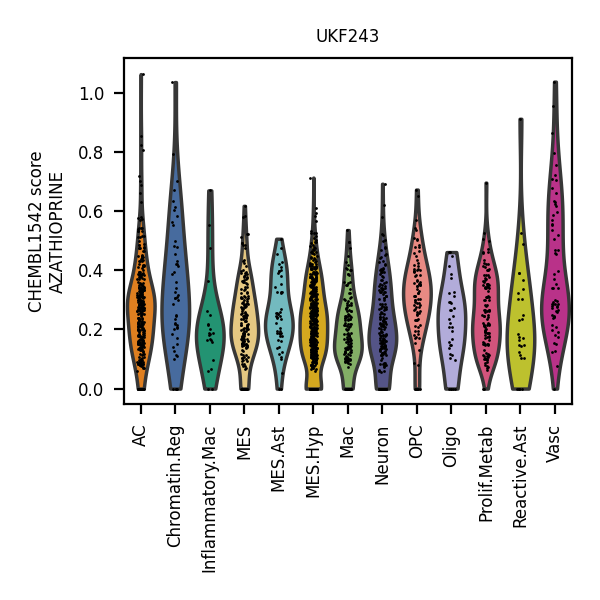 UKF243
CHEMBL1542 score
AZATHIOPRINE
1.0
0.8
0.6
0.4
0.2
0.0
AC
Chromatin.Reg
Inflammatory.Mac
MES
MES.Ast
MES.Hyp
Mac
Neuron
OPC
Oligo
Prolif.Metab
Reactive.Ast
Vasc